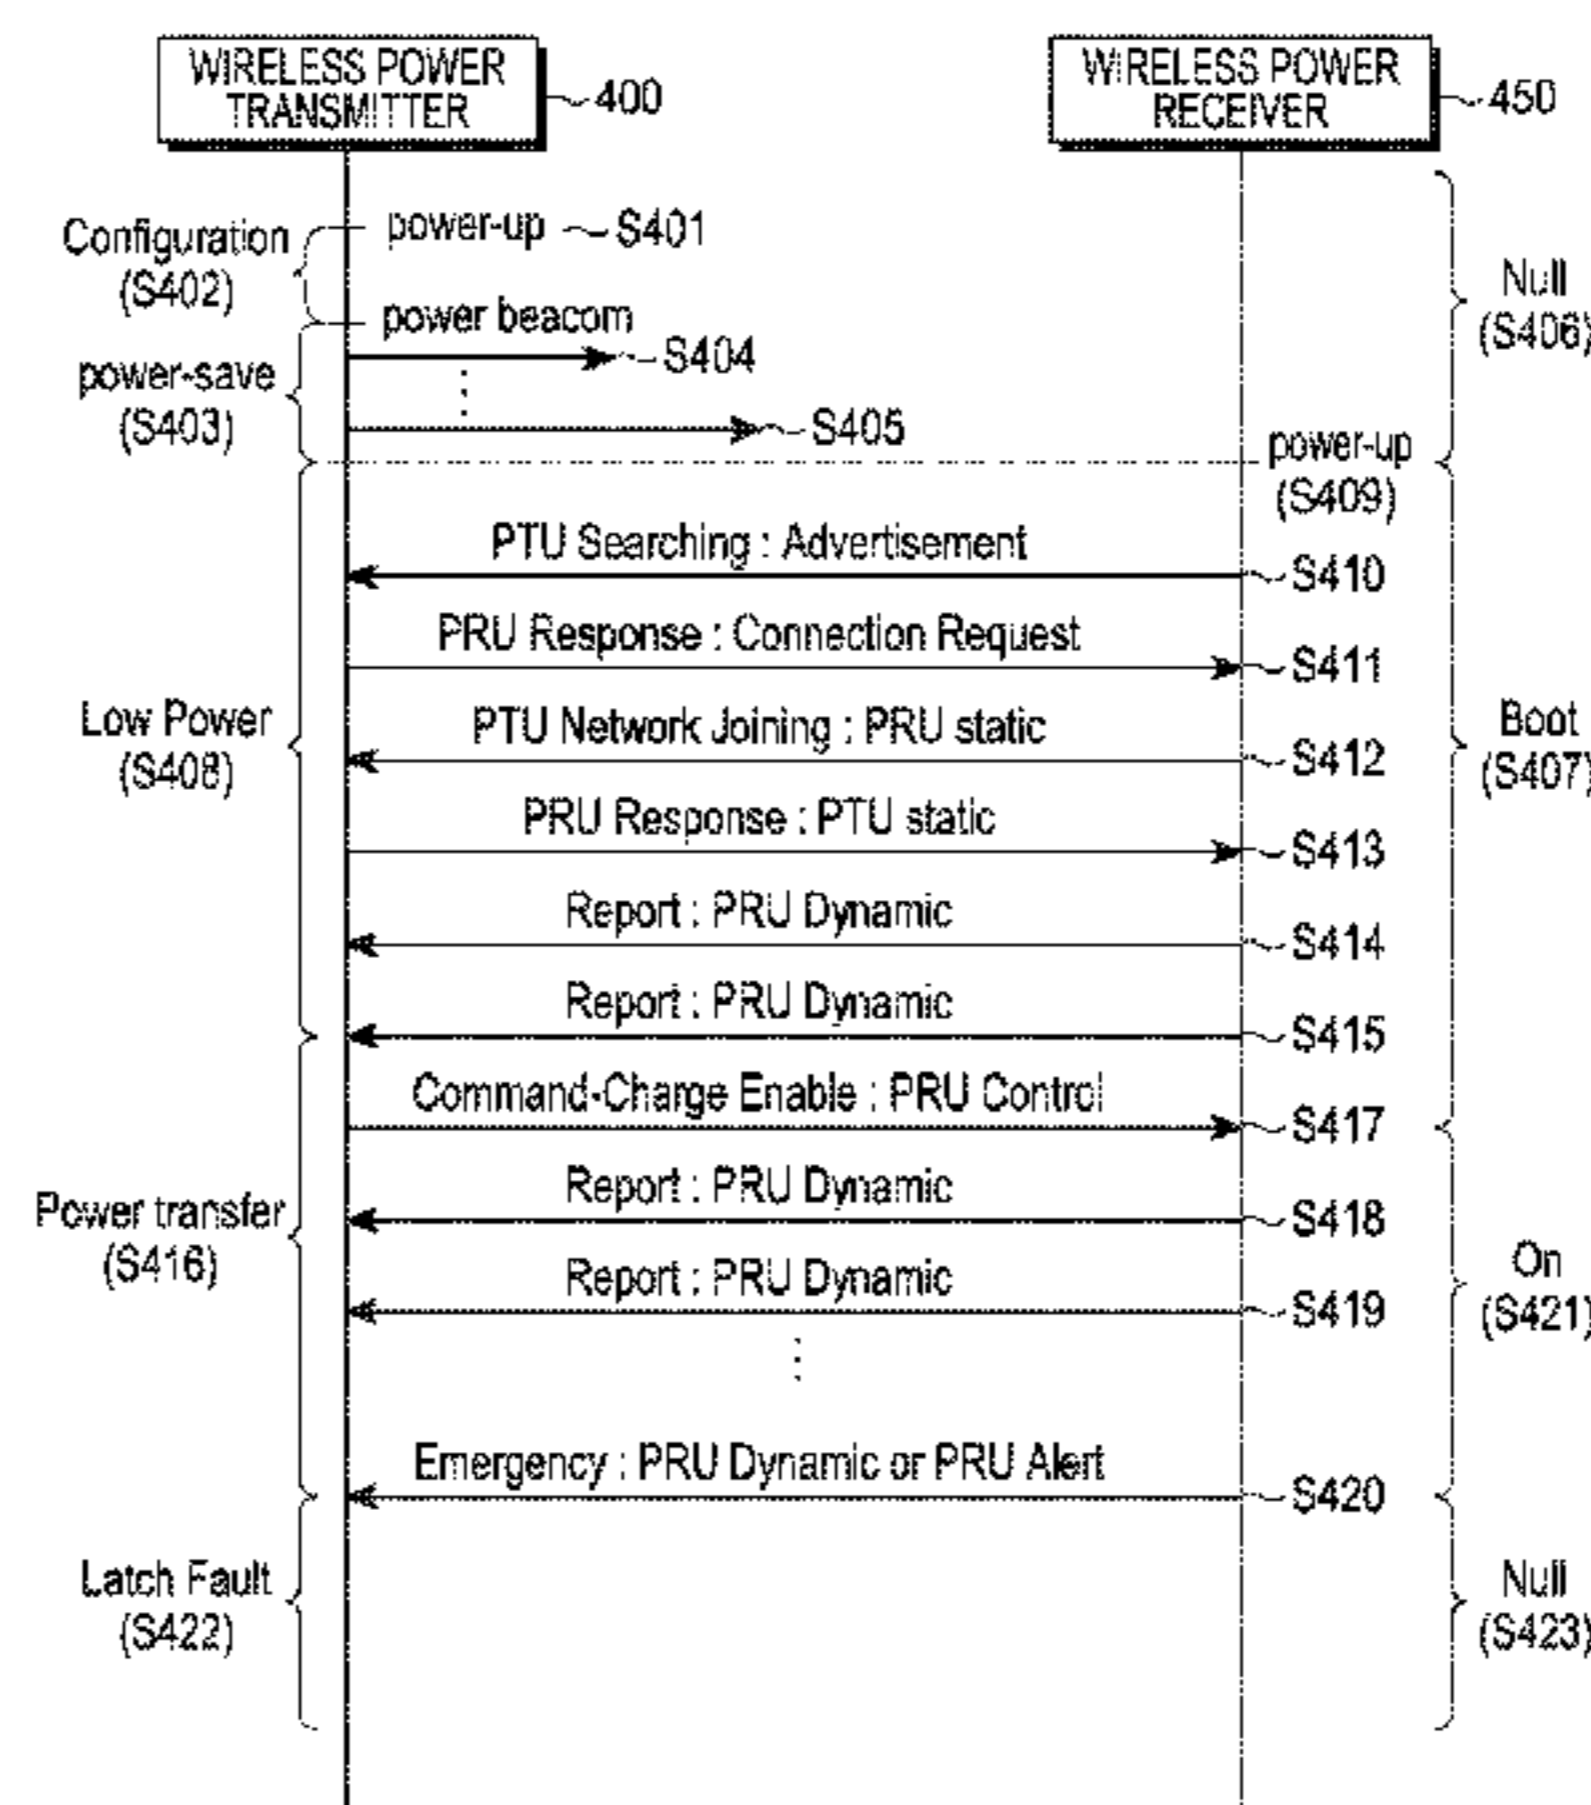 WIRELESS POWER
TRANSMITTER
400
WIRELESS POWER
RECEIVER
450
Configuration
(S402)
power-up
S401
Null
(S406)
power beacom
S404
power-save
(S403)
S405
power-up
(S409)
PTU Searching : Advertisement
S410
PRU Response : Connection Request
S411
Low Power
(S408)
PTU Network Joining : PRU static
S412
Boot
(S407)
PRU Response : PTU static
S413
Report : PRU Dynamic
S414
Report : PRU Dynamic
S415
Command-Charge Enable : PRU Control
S417
Power transfer
(S416)
Report : PRU Dynamic
S418
Report : PRU Dynamic
S419
On
(S421)
Emergency : PRU Dynamic or PRU Alert
S420
Latch Fault
(S422)
Null
(S423)